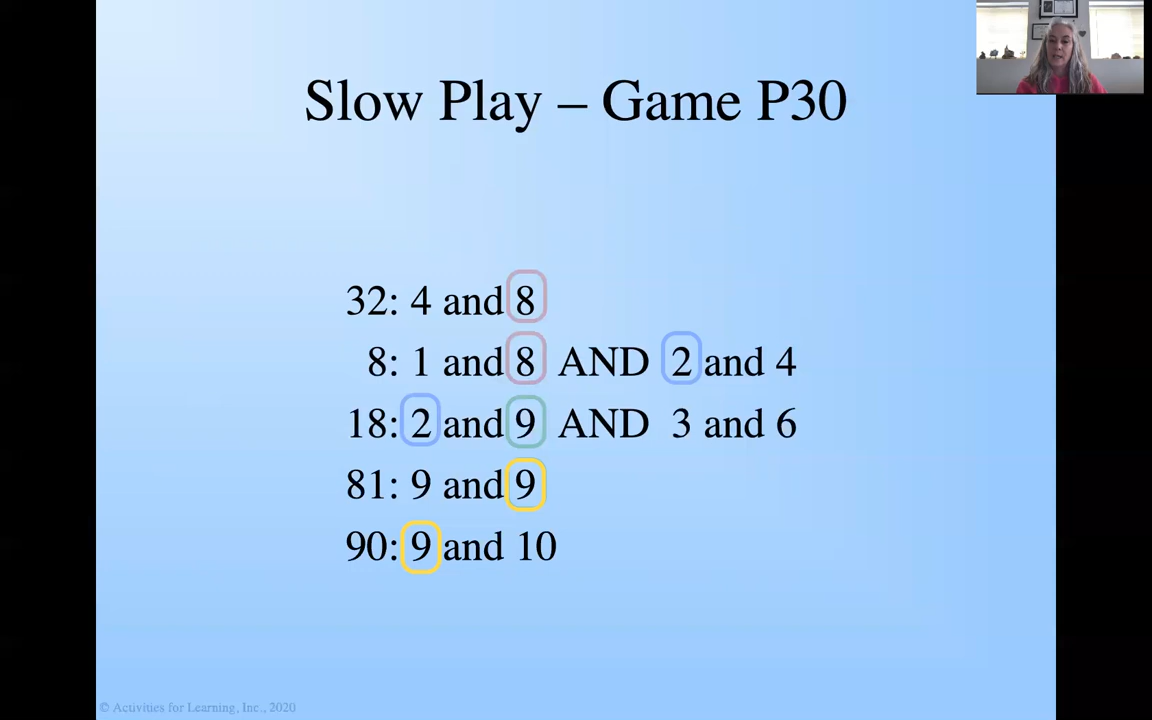 Slow Play – Game P30
32: 4 and 8
8: 1 and 8 AND 2 and 4
18: 2 and 9 AND 3 and 6
81: 9 and 9
90: 9 and 10
© Activities for Learning, Inc., 2020